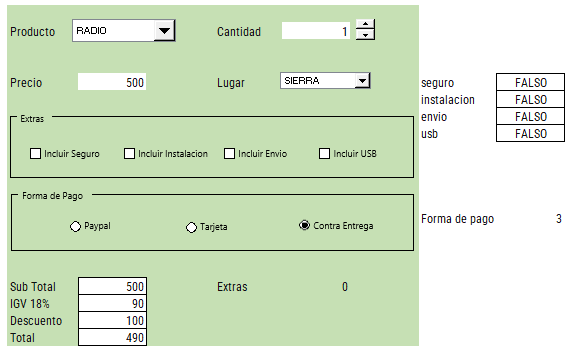 Producto RADIO Cantidad 1
Precio 500 Lugar SIERRA
seguro FALSO
instalacion FALSO
envio FALSO
usb FALSO
Extras
Incluir Seguro Incluir Instalacion Incluir Envio Incluir USB
Forma de Pago
Paypal Tarjeta Contra Entrega
Forma de pago 3
Sub Total 500 Extras 0
IGV 18% 90
Descuento 100
Total 490